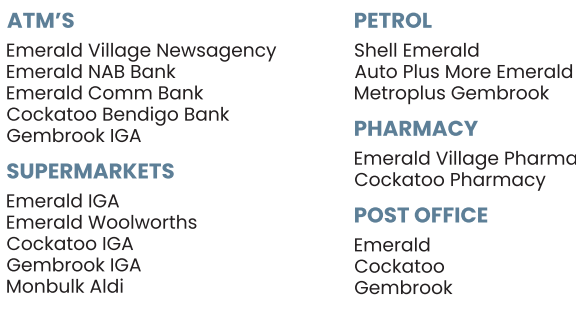 ATM’S
Emerald Village Newsagency
Emerald NAB Bank
Emerald Comm Bank
Cockatoo Bendigo Bank
Gembrook IGA
SUPERMARKETS
Emerald IGA
Emerald Woolworths
Cockatoo IGA
Gembrook IGA
Monbulk Aldi
PETROL
Shell Emerald
Auto Plus More Emerald
Metroplus Gembrook
PHARMACY
Emerald Village Pharma
Cockatoo Pharmacy
POST OFFICE
Emerald
Cockatoo
Gembrook